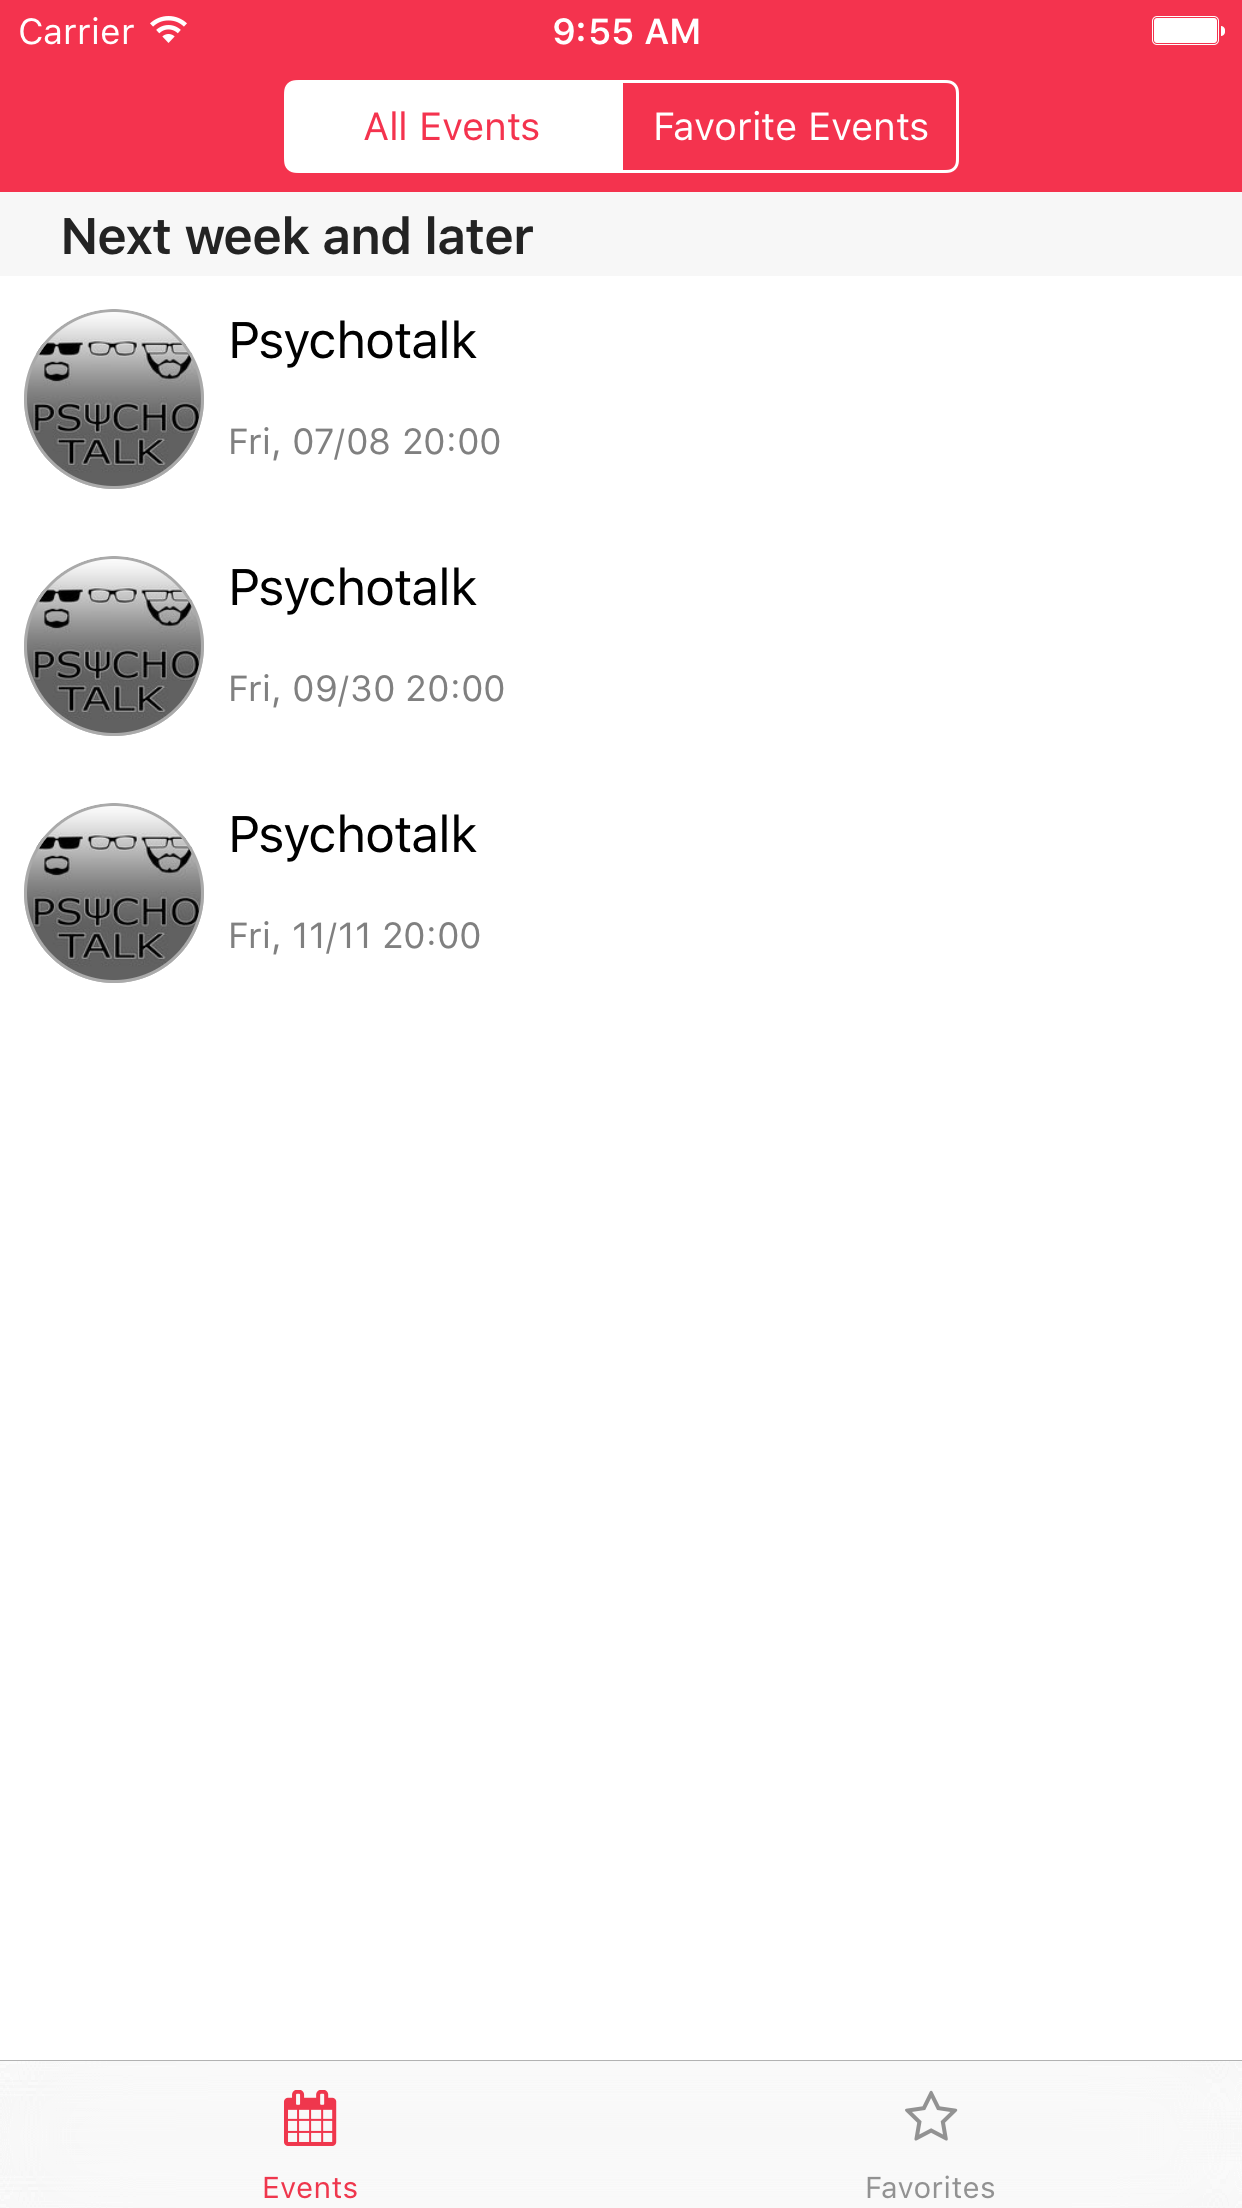 Carrier 9:55 AM
All Events Favorite Events
Next week and later
Psychotalk
PSΨCHO
TALK
Fri, 07/08 20:00
Psychotalk
PSΨCHO
TALK
Fri, 09/30 20:00
Psychotalk
PSΨCHO
TALK
Fri, 11/11 20:00
Events Favorites